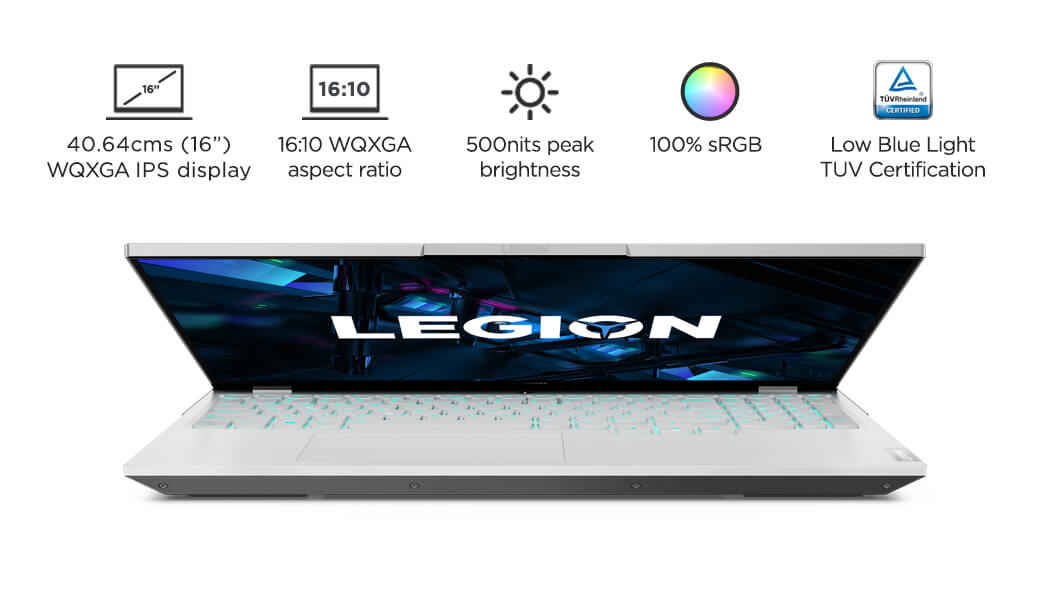 16”
40.64cms (16”)
WQXGA IPS display
16:10
16:10 WQXGA
aspect ratio
500nits peak
brightness
100% sRGB
TÜVRheinland®
CERTIFIED
Low Blue Light
TUV Certification
LEGION
LEGION